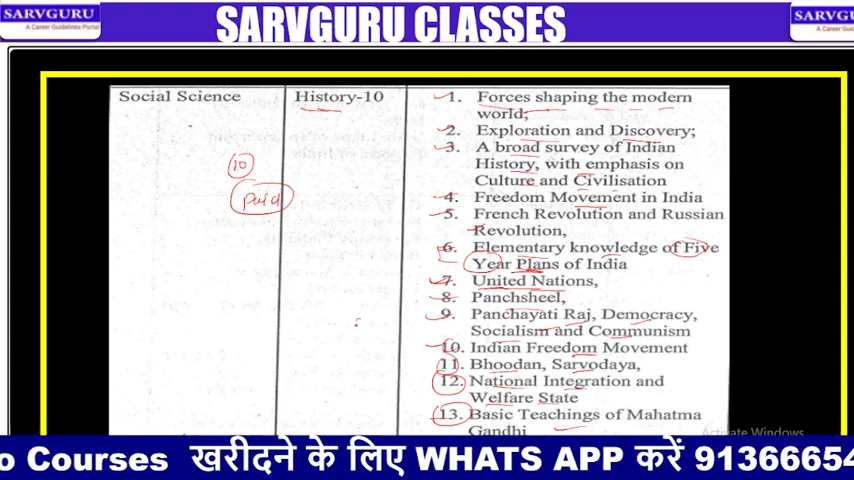 SARVGURU
A Career Guidelines Portal
SARVGURU CLASSES
SARVGURU
A Career Guidelines
Social Science
History-10
1. Forces shaping the modern
world;
2. Exploration and Discovery;
3. A broad survey of Indian
History, with emphasis on
Culture and Civilisation
4. Freedom Movement in India
5. French Revolution and Russian
Revolution,
6. Elementary knowledge of Five
Year Plans of India
7. United Nations,
8. Panchsheel,
9. Panchayati Raj, Democracy,
Socialism and Communism
10. Indian Freedom Movement
11. Bhoodan, Sarvodaya,
12. National Integration and
Welfare State
13. Basic Teachings of Mahatma
Gandhi
10
Paid
Activate Windows
o Courses खरीदने के लिए WHATS APP करें 91366654